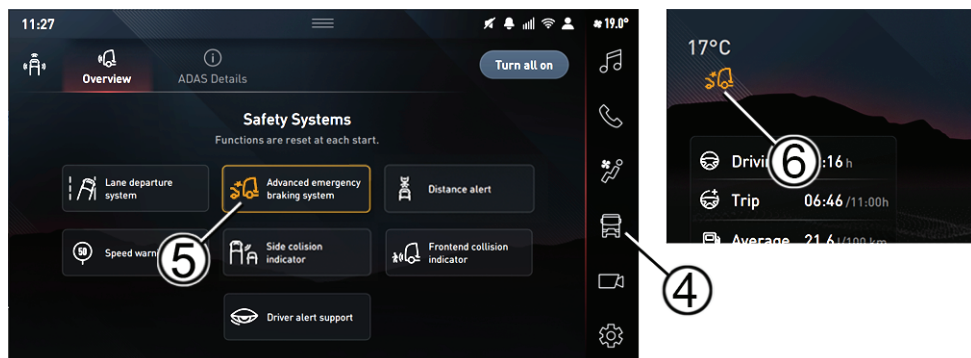 11:27
19.0°
Overview
ADAS Details
Turn all on
Safety Systems
Functions are reset at each start.
Lane departure
system
Advanced emergency
braking system
Distance alert
50
Speed warn
Side colision
indicator
Frontend collision
indicator
Driver alert support
5
4
17°C
6
:16 h
Trip 06:46 /11:00h
Average 21.6 l/100 km